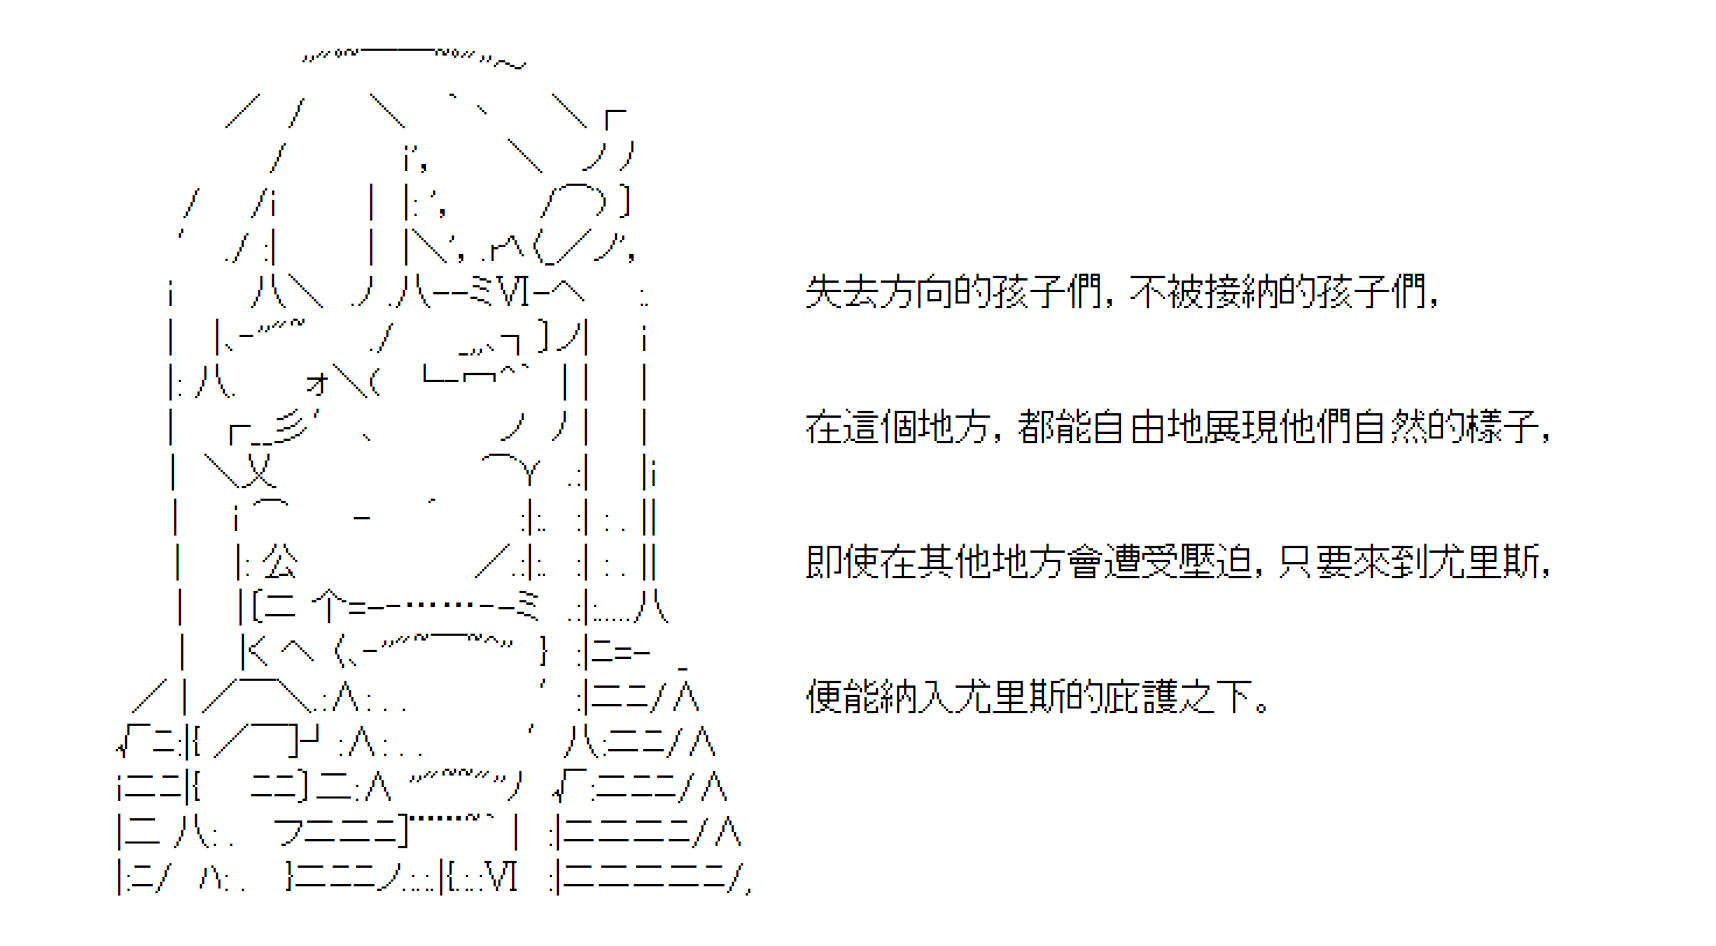 失去方向的孩子們，不被接納的孩子們，
在這個地方，都能自由地展現他們自然的樣子，
即使在其他地方會遭受壓迫，只要來到尤里斯，
便能納入尤里斯的庇護之下。